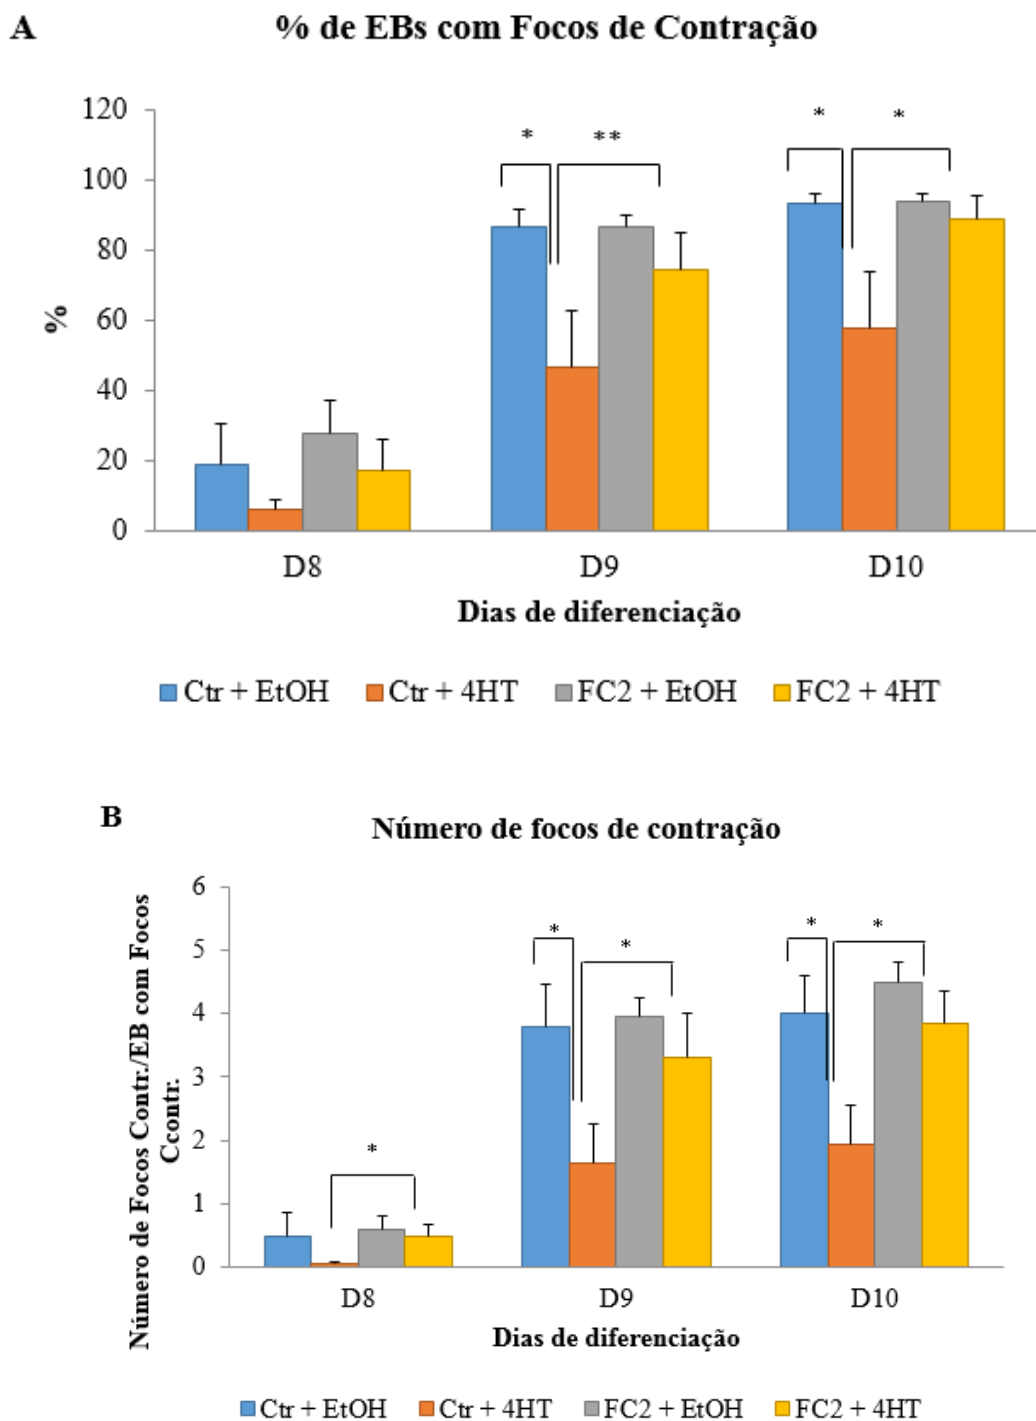 A
% de EBs com Focos de Contração
120
100
80
60
40
20
0
%
* ** * *
D8 D9 D10
Dias de diferenciação
Ctr + EtOH Ctr + 4HT FC2 + EtOH FC2 + 4HT
B
Número de focos de contração
Número de Focos Contr./EB com Focos
Ccontr.
6
5
4
3
2
1
0
* * * * *
D8 D9 D10
Dias de diferenciação
Ctr + EtOH Ctr + 4HT FC2 + EtOH FC2 + 4HT